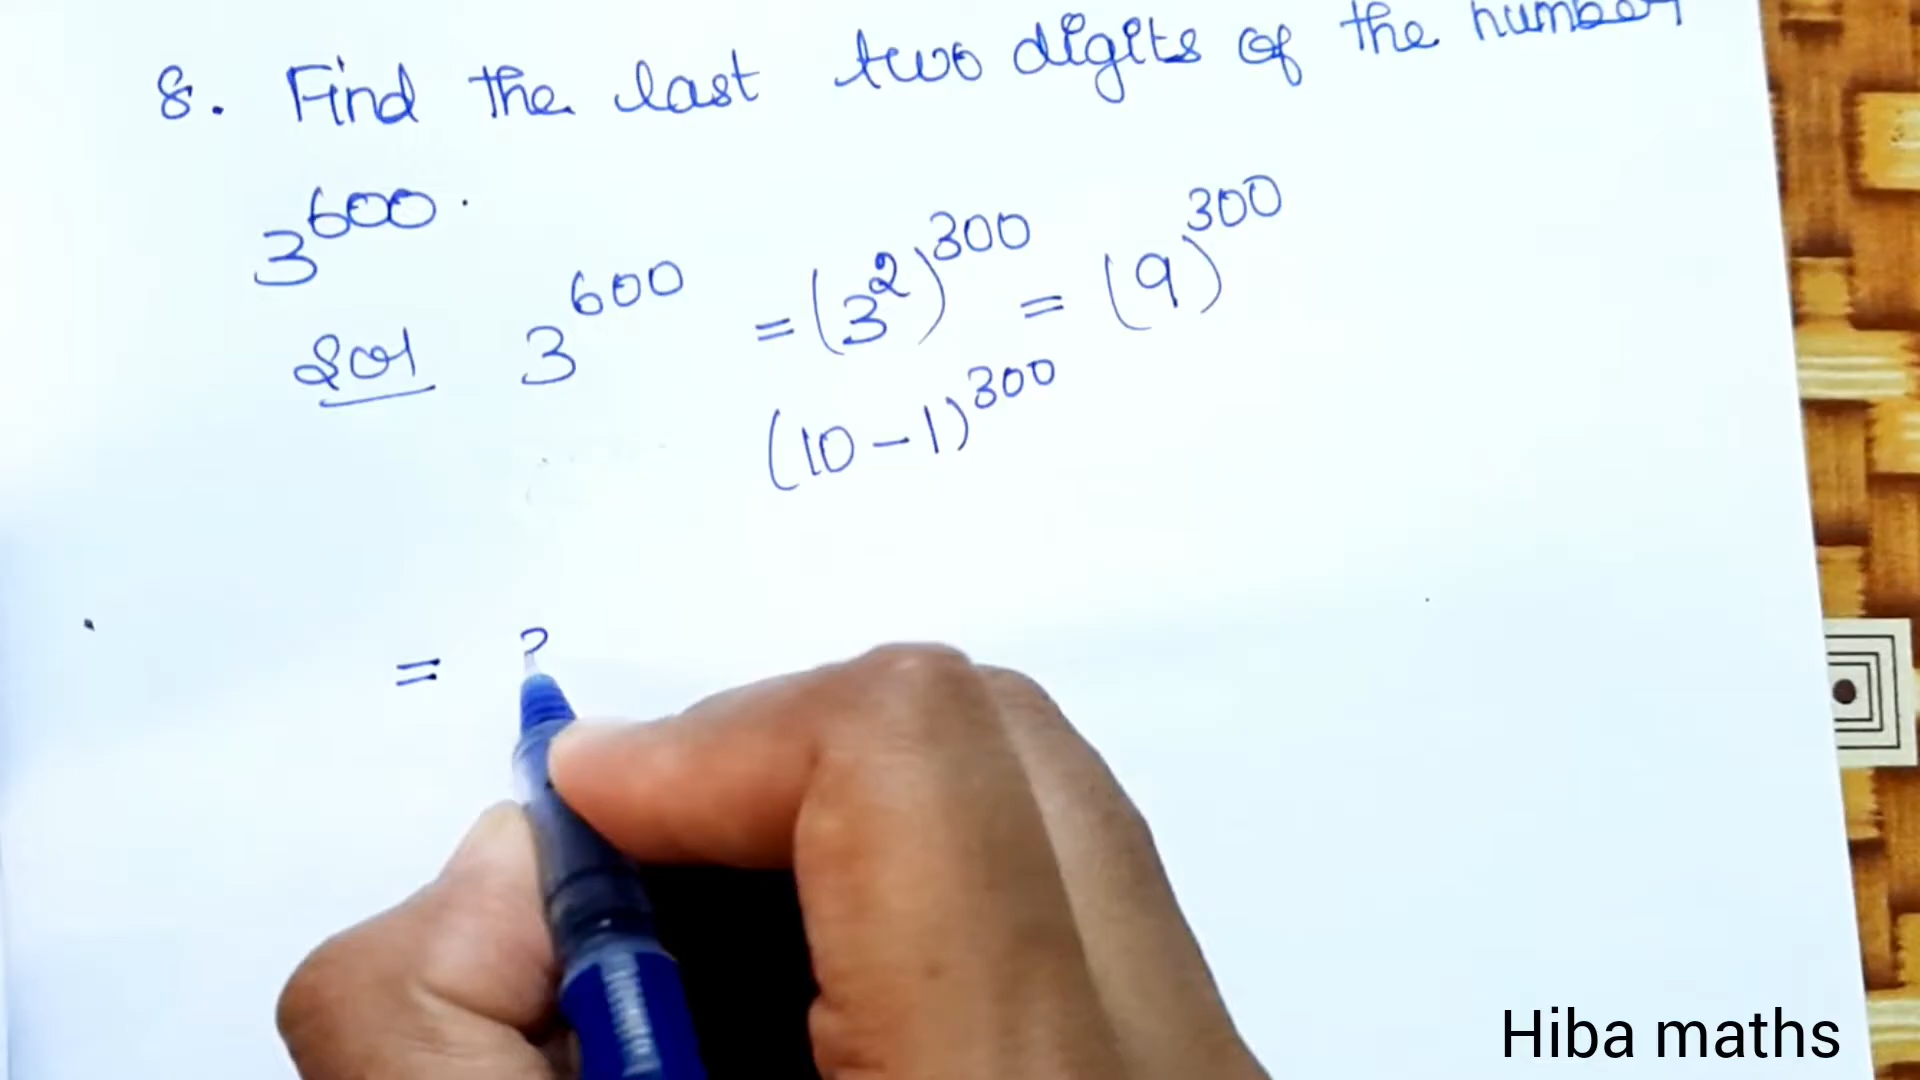 8. Find the last two digits of the number
3^600.
Sol 3^600 = (3^2)^300 = (9)^300
(10-1)^300
=
Hiba maths